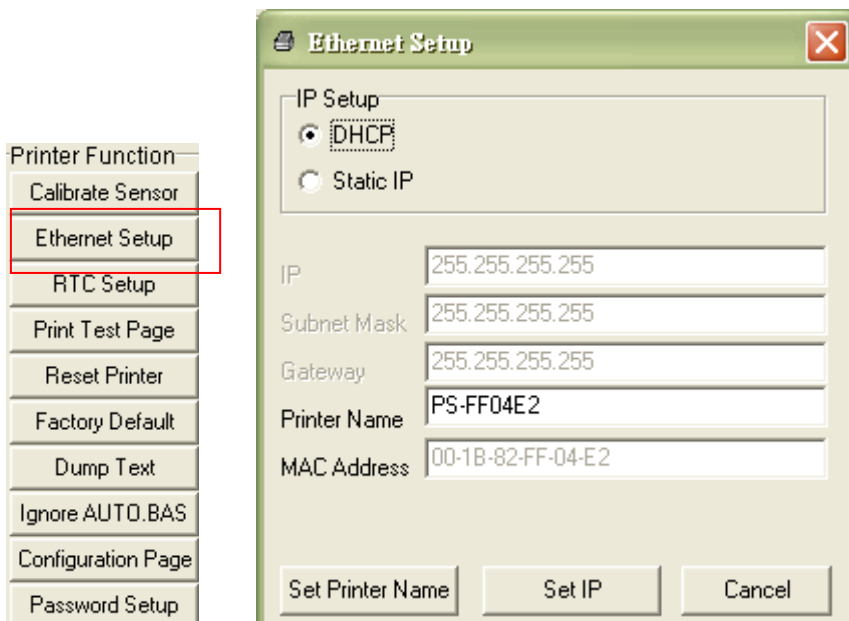 Printer Function
Calibrate Sensor
Ethernet Setup
RTC Setup
Print Test Page
Reset Printer
Factory Default
Dump Text
Ignore AUTO.BAS
Configuration Page
Password Setup
Ethernet Setup
IP Setup
DHCP
Static IP
IP 255.255.255.255
Subnet Mask 255.255.255.255
Gateway 255.255.255.255
Printer Name PS-FF04E2
MAC Address 00-1B-82-FF-04-E2
Set Printer Name Set IP Cancel